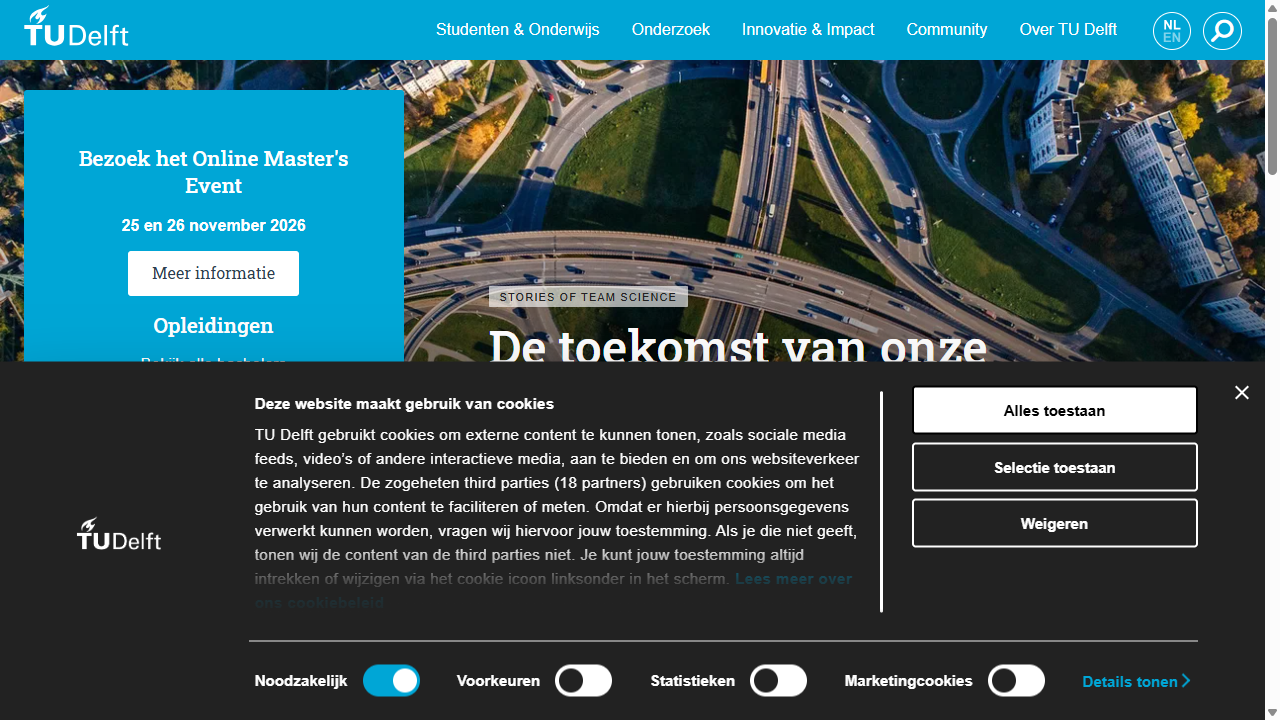 TU Delft
Studenten & Onderwijs
Onderzoek
Innovatie & Impact
Community
Over TU Delft
NL
EN
Bezoek het Online Master's
Event
25 en 26 november 2026
Meer informatie
Opleidingen
STORIES OF TEAM SCIENCE
De toekomst van onze
Deze website maakt gebruik van cookies
TU Delft gebruikt cookies om externe content te kunnen tonen, zoals sociale media
feeds, video’s of andere interactieve media, aan te bieden en om ons websiteverkeer
te analyseren. De zogeheten third parties (18 partners) gebruiken cookies om het
gebruik van hun content te faciliteren of meten. Omdat er hierbij persoonsgegevens
verwerkt kunnen worden, vragen wij hiervoor jouw toestemming. Als je die niet geeft,
tonen wij de content van de third parties niet. Je kunt jouw toestemming altijd
intrekken of wijzigen via het cookie icoon linksonder in het scherm. Lees meer over
ons cookiebeleid
Alles toestaan
Selectie toestaan
Weigeren
TU Delft
Noodzakelijk
Voorkeuren
Statistieken
Marketingcookies
Details tonen